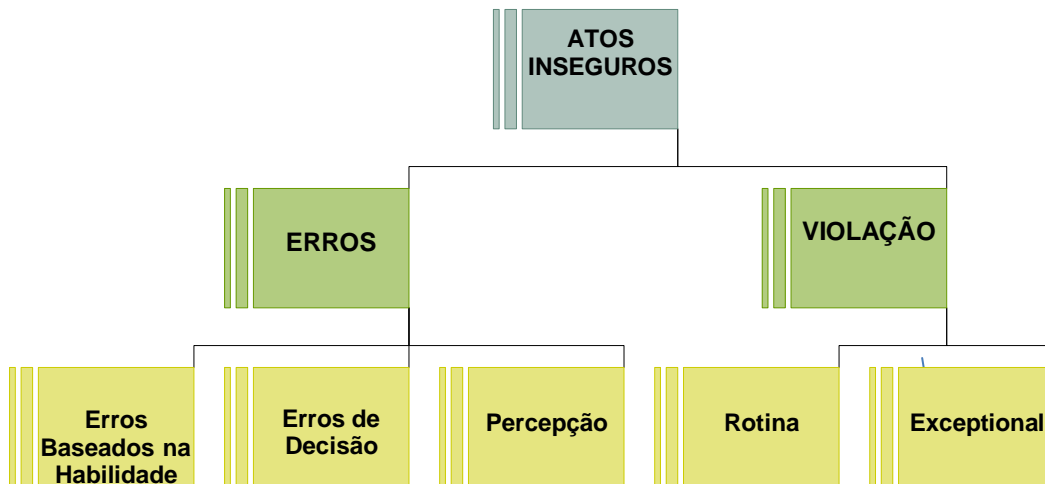 ATOS
INSEGUROS
ERROS
VIOLAÇÃO
Erros
Baseados na
Habilidade
Erros de
Decisão
Percepção
Rotina
Exceptional